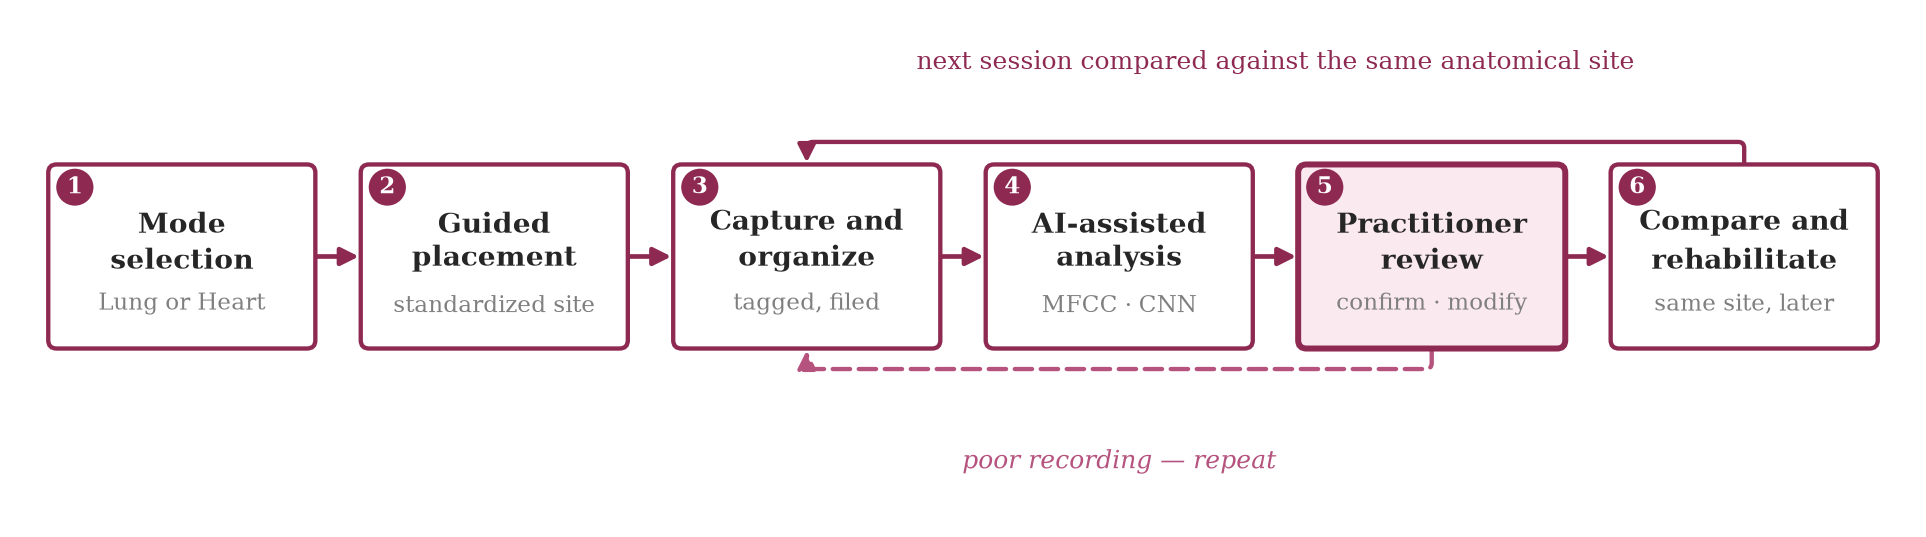 next session compared against the same anatomical site
1
Mode
selection
Lung or Heart
2
Guided
placement
standardized site
3
Capture and
organize
tagged, filed
4
AI-assisted
analysis
MFCC · CNN
5
Practitioner
review
confirm · modify
6
Compare and
rehabilitate
same site, later
poor recording — repeat